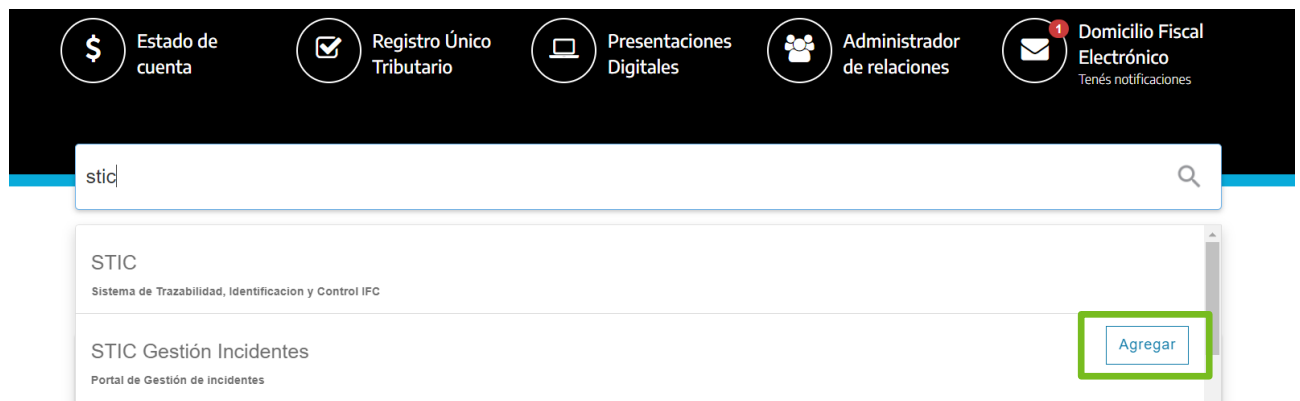 $ Estado de
cuenta
Registro Único
Tributario
Presentaciones
Digitales
Administrador
de relaciones
1
Domicilio Fiscal
Electrónico
Tenés notificaciones
stic
STIC
Sistema de Trazabilidad, Identificacion y Control IFC
STIC Gestión Incidentes
Agregar
Portal de Gestión de incidentes